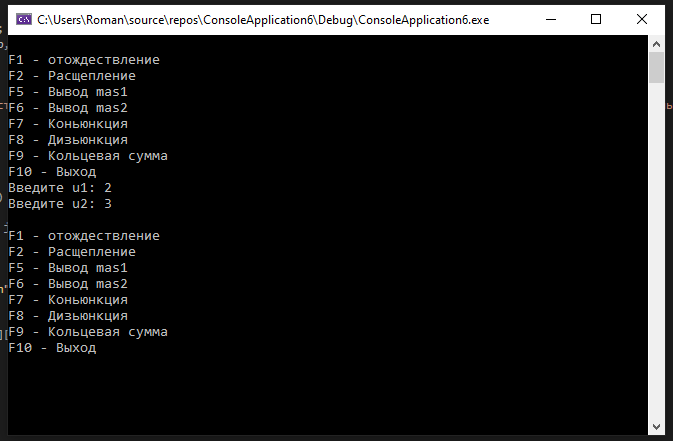 C:\Users\Roman\source\repos\ConsoleApplication6\Debug\ConsoleApplication6.exe
F1 - отождествление
F2 - Расщепление
F5 - Вывод mas1
F6 - Вывод mas2
F7 - Коньюнкция
F8 - Дизьюнкция
F9 - Кольцевая сумма
F10 - Выход
Введите u1: 2
Введите u2: 3
F1 - отождествление
F2 - Расщепление
F5 - Вывод mas1
F6 - Вывод mas2
F7 - Коньюнкция
F8 - Дизьюнкция
F9 - Кольцевая сумма
F10 - Выход